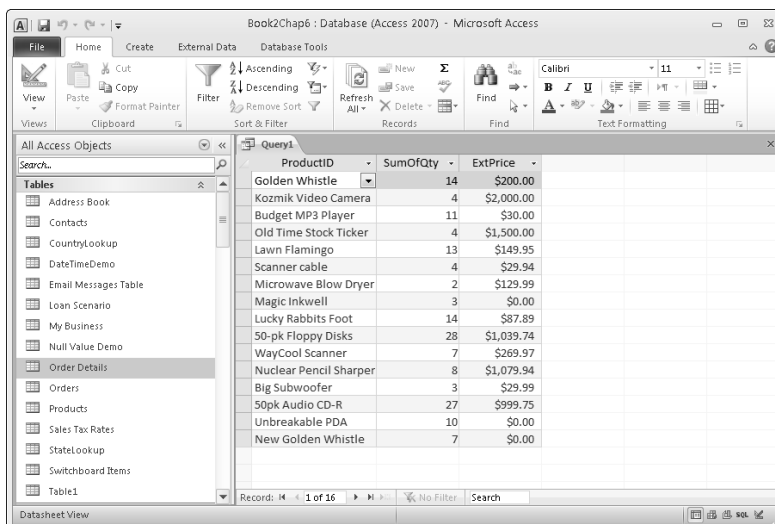 Book2Chap6 : Database (Access 2007) - Microsoft Access
File Home Create External Data Database Tools
View
Views
Paste
Cut
Copy
Format Painter
Clipboard
Filter
Ascending
Descending
Remove Sort
Sort & Filter
Refresh All
New
Save
Delete
Records
Find
Find
Calibri 11
B I U
A
Text Formatting
All Access Objects
Search...
Tables
Address Book
Contacts
CountryLookup
DateTimeDemo
Email Messages Table
Loan Scenario
My Business
Null Value Demo
Order Details
Orders
Products
Sales Tax Rates
StateLookup
Switchboard Items
Table1
Query1
ProductID SumOfQty ExtPrice
Golden Whistle 14 $200.00
Kozmik Video Camera 4 $2,000.00
Budget MP3 Player 11 $30.00
Old Time Stock Ticker 4 $1,500.00
Lawn Flamingo 13 $149.95
Scanner cable 4 $29.94
Microwave Blow Dryer 2 $129.99
Magic Inkwell 3 $0.00
Lucky Rabbits Foot 14 $87.89
50-pk Floppy Disks 28 $1,039.74
WayCool Scanner 7 $269.97
Nuclear Pencil Sharper 8 $1,079.94
Big Subwoofer 3 $29.99
50pk Audio CD-R 27 $999.75
Unbreakable PDA 10 $0.00
New Golden Whistle 7 $0.00
Record: 1 of 16 No Filter Search
Datasheet View SQL